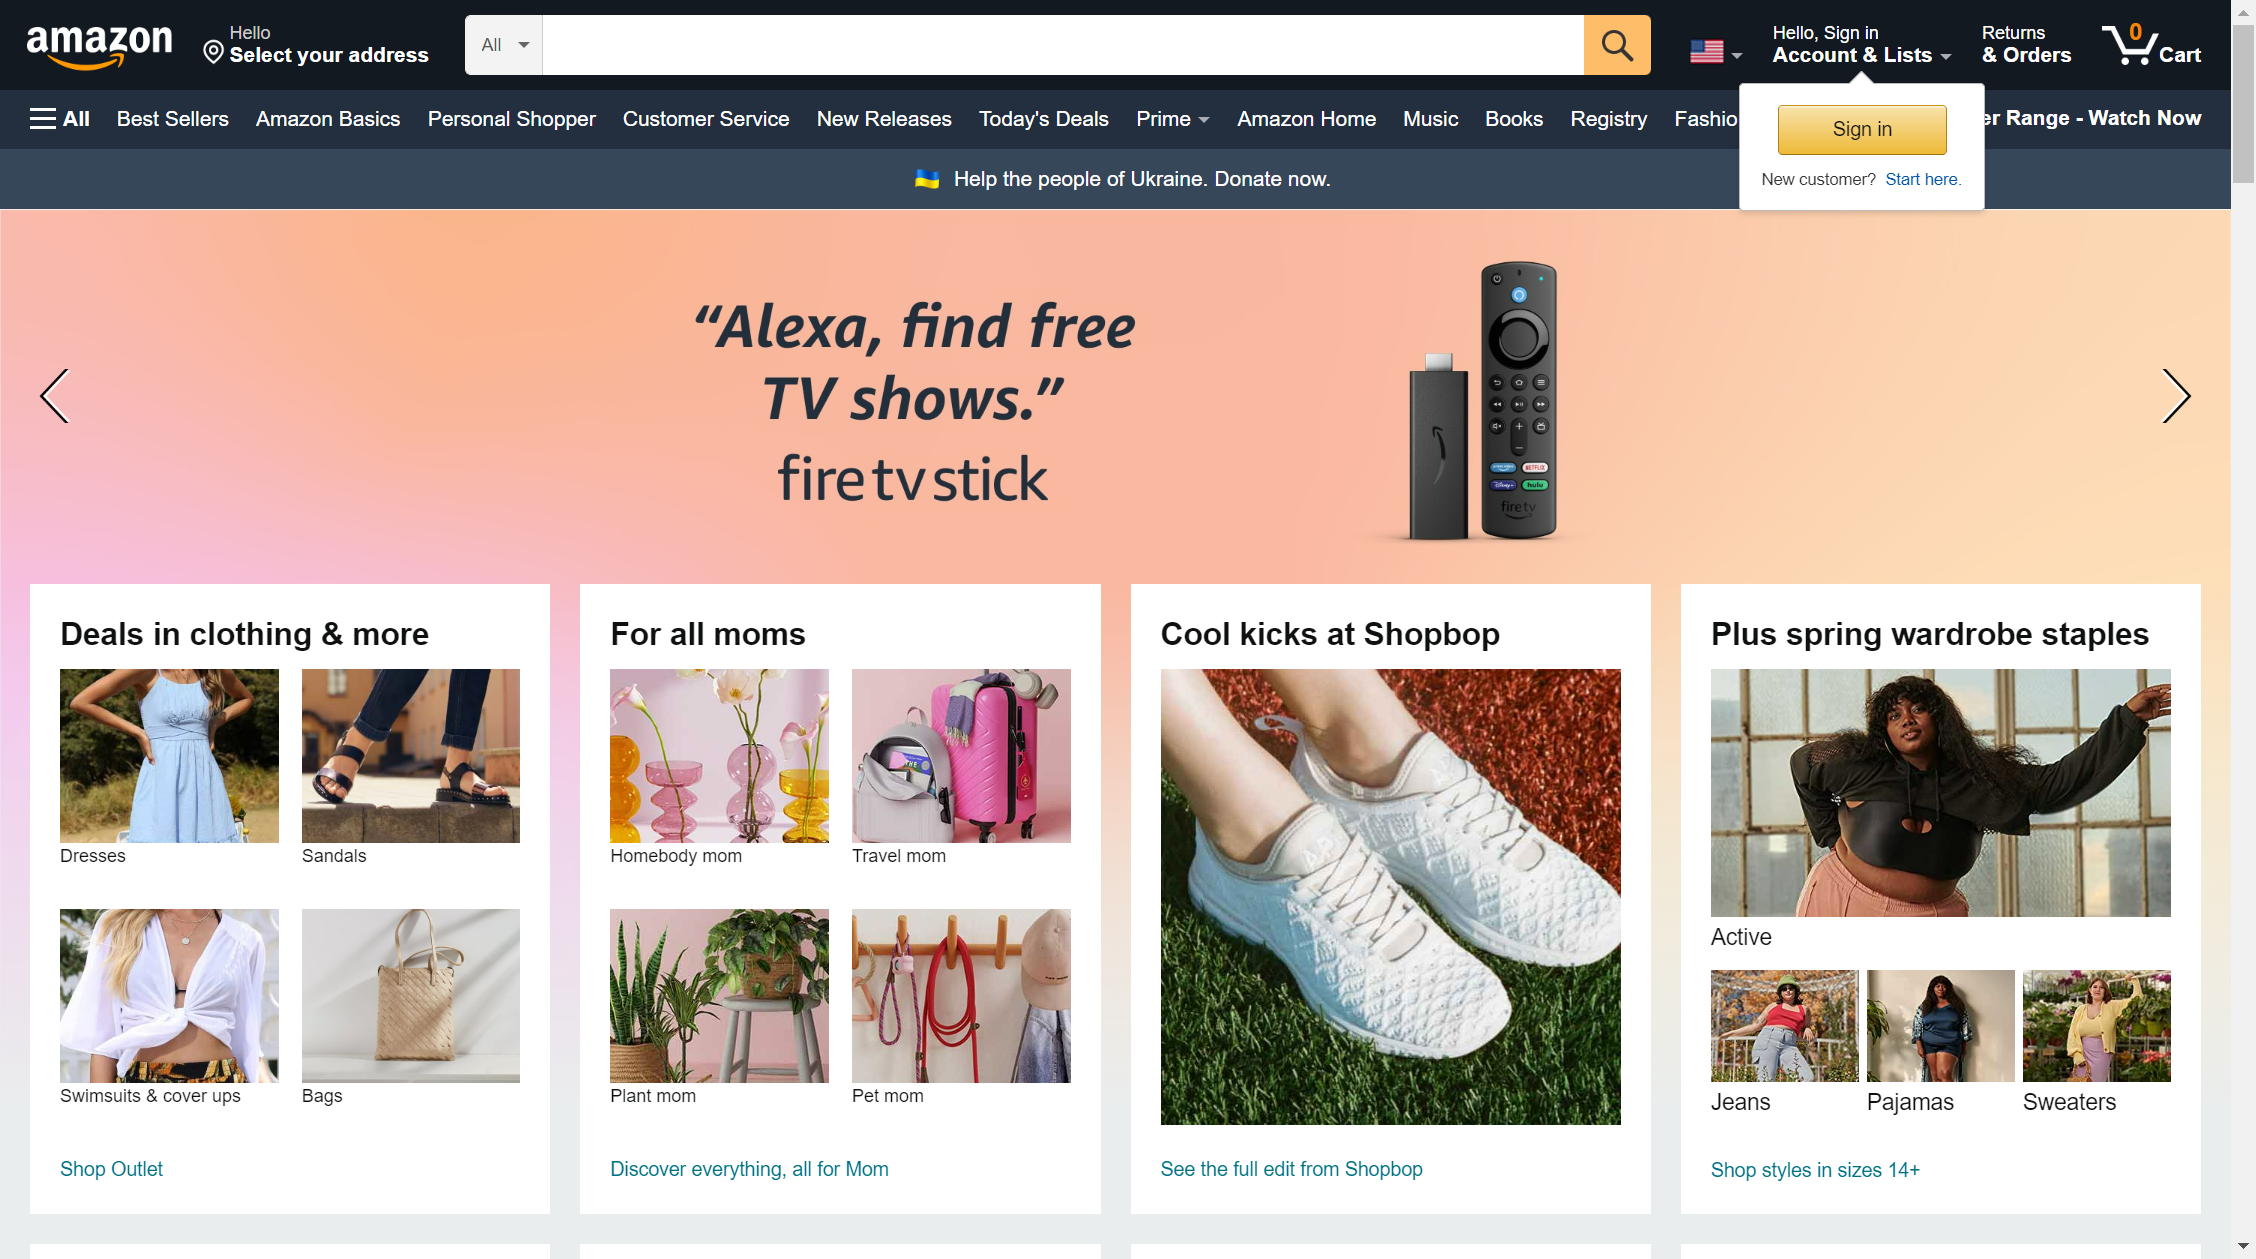 amazon
Hello
Select your address
All
Hello, Sign in
Account & Lists
Returns
& Orders
0
Cart
All
Best Sellers
Amazon Basics
Personal Shopper
Customer Service
New Releases
Today's Deals
Prime
Amazon Home
Music
Books
Registry
Fashio
er Range - Watch Now
Sign in
New customer? Start here.
Help the people of Ukraine. Donate now.
“Alexa, find free
TV shows.”
fire tv stick
NETFLIX
Disney+
hulu
fire tv
Deals in clothing & more
Dresses
Sandals
Swimsuits & cover ups
Bags
Shop Outlet
For all moms
Homebody mom
Travel mom
Plant mom
Pet mom
Discover everything, all for Mom
Cool kicks at Shopbop
See the full edit from Shopbop
Plus spring wardrobe staples
Active
Jeans
Pajamas
Sweaters
Shop styles in sizes 14+